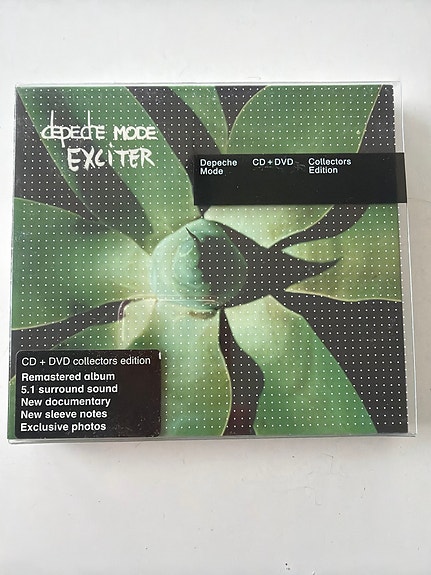 depeche MODE
EXCiTER
Depeche Mode
CD + DVD
Collectors Edition
CD + DVD collectors edition
Remastered album
5.1 surround sound
New documentary
New sleeve notes
Exclusive photos